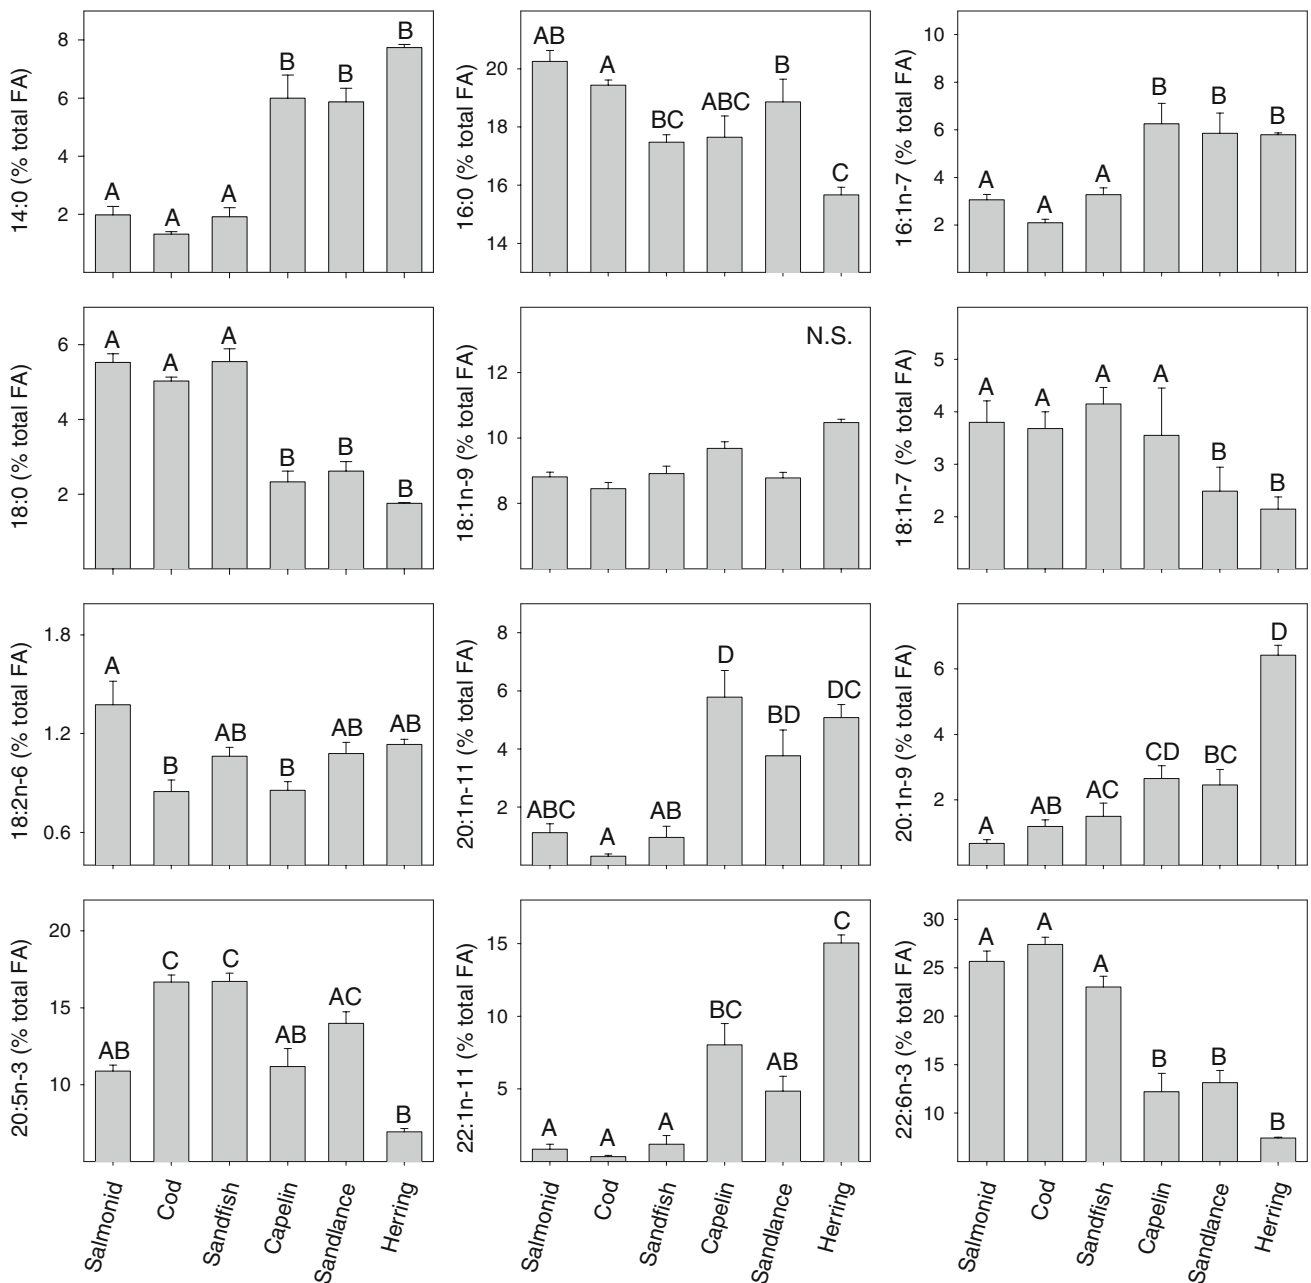 14:0 (% total FA)
8
6
4
2
A
A
A
B
B
B
16:0 (% total FA)
20
18
16
14
AB
A
BC
ABC
B
C
16:1n-7 (% total FA)
10
8
6
4
2
A
A
A
B
B
B
18:0 (% total FA)
6
4
2
A
A
A
B
B
B
18:1n-9 (% total FA)
12
10
8
N.S.
18:1n-7 (% total FA)
5
4
3
2
A
A
A
A
B
B
18:2n-6 (% total FA)
1.8
1.2
0.6
A
B
AB
B
AB
AB
20:1n-11 (% total FA)
8
6
4
2
ABC
A
AB
D
BD
DC
20:1n-9 (% total FA)
6
4
2
A
AB
AC
CD
BC
D
20:5n-3 (% total FA)
20
15
10
AB
C
C
AB
AC
B
22:1n-11 (% total FA)
15
10
5
A
A
A
BC
AB
C
22:6n-3 (% total FA)
30
25
20
15
10
A
A
A
B
B
B
Salmonid
Cod
Sandfish
Capelin
Sandlance
Herring
Salmonid
Cod
Sandfish
Capelin
Sandlance
Herring
Salmonid
Cod
Sandfish
Capelin
Sandlance
Herring